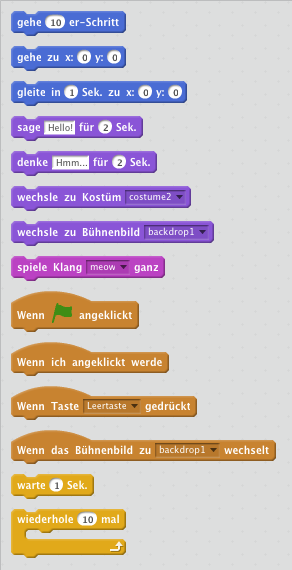 gehe 10 er-Schritt
gehe zu x: 0 y: 0
gleite in 1 Sek. zu x: 0 y: 0
sage Hello! für 2 Sek.
denke Hmm... für 2 Sek.
wechsle zu Kostüm costume2
wechsle zu Bühnenbild backdrop1
spiele Klang meow ganz
Wenn angeklickt
Wenn ich angeklickt werde
Wenn Taste Leertaste gedrückt
Wenn das Bühnenbild zu backdrop1 wechselt
warte 1 Sek.
wiederhole 10 mal